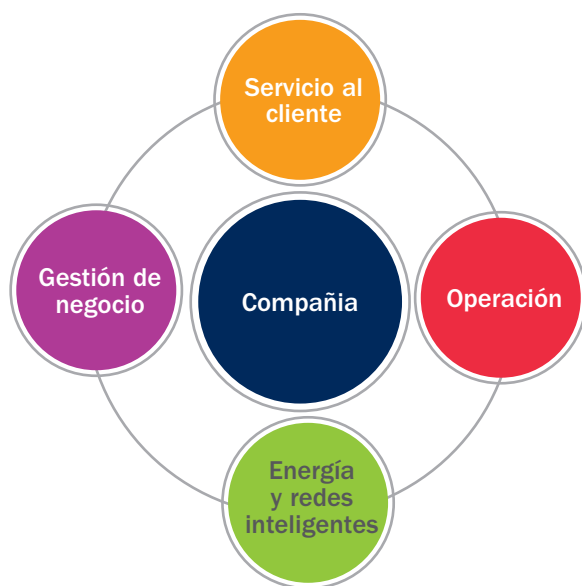 Servicio al
cliente
Gestión de
negocio
Compañia
Operación
Energía
y redes
inteligentes